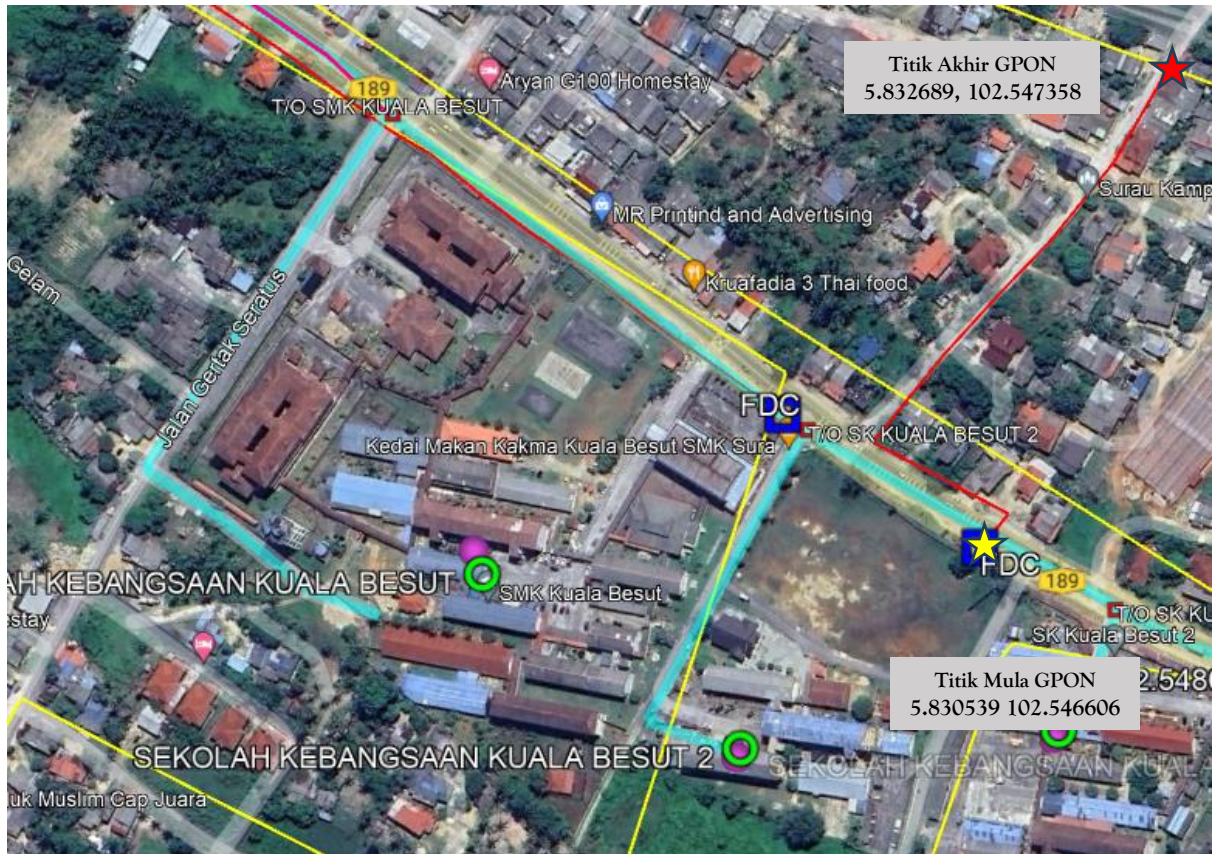 Titik Akhir GPON
5.832689, 102.547358
Aryan G100 Homestay
189
T/O SMK KUALA BESUT
Surau Kamp
MR Printind and Advertising
Gelam
Kruafadia 3 Thai food
Jalan Gertak Seratus
FDC
T/O SK KUALA BESUT 2
Kedai Makan Kakma Kuala Besut SMK Sura
FDC
189
AH KEBANGSAAN KUALA BESUT
SMK Kuala Besut
T/O SK KU
estay
SK Kuala Besut 2
Titik Mula GPON
5.830539 102.546606
2.5480
SEKOLAH KEBANGSAAN KUALA BESUT 2
SEKOLAH KEBANGSAAN KUALA
uk Muslim Cap Juara